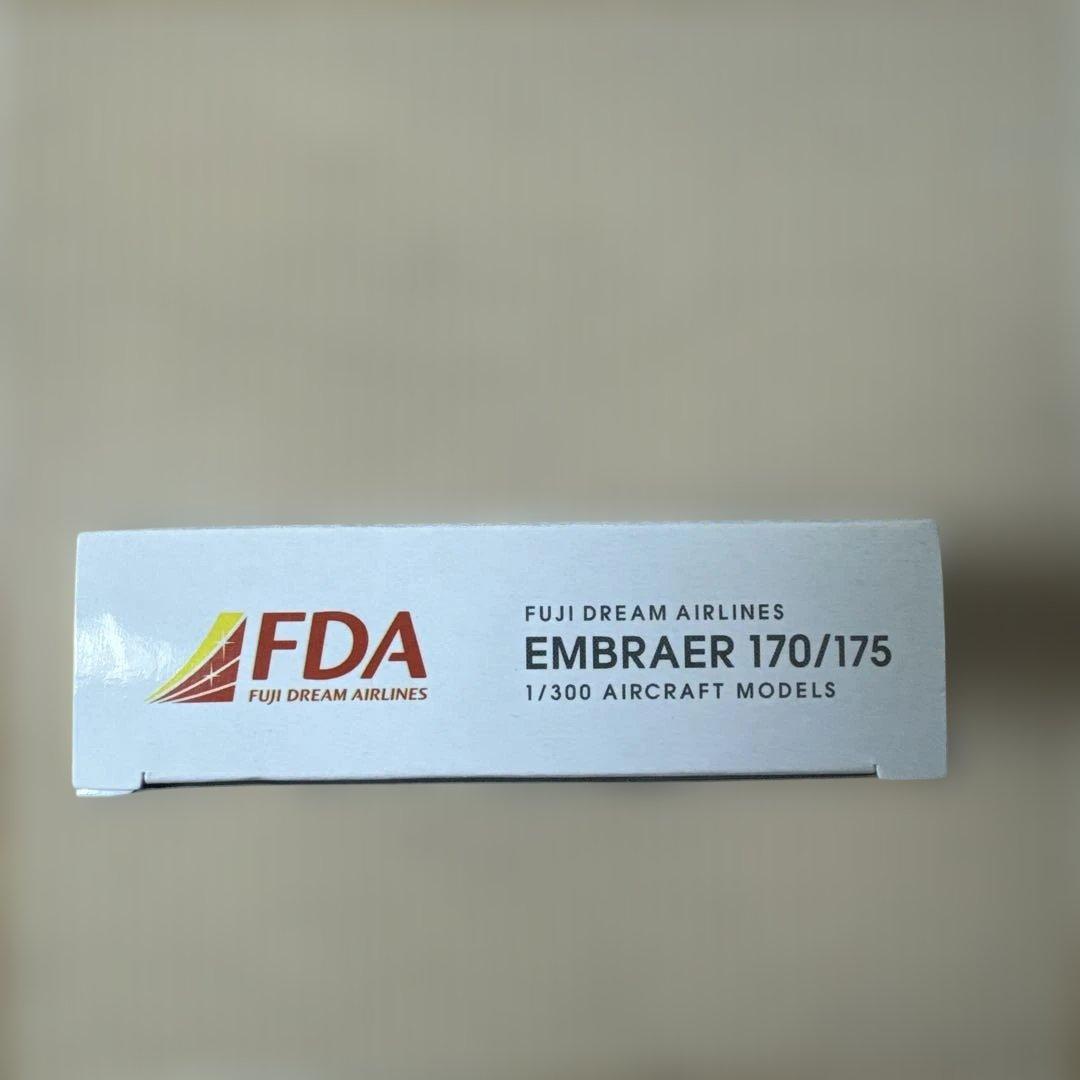 FDA
FUJI DREAM AIRLINES
FUJI DREAM AIRLINES
EMBRAER 170/175
1/300 AIRCRAFT MODELS